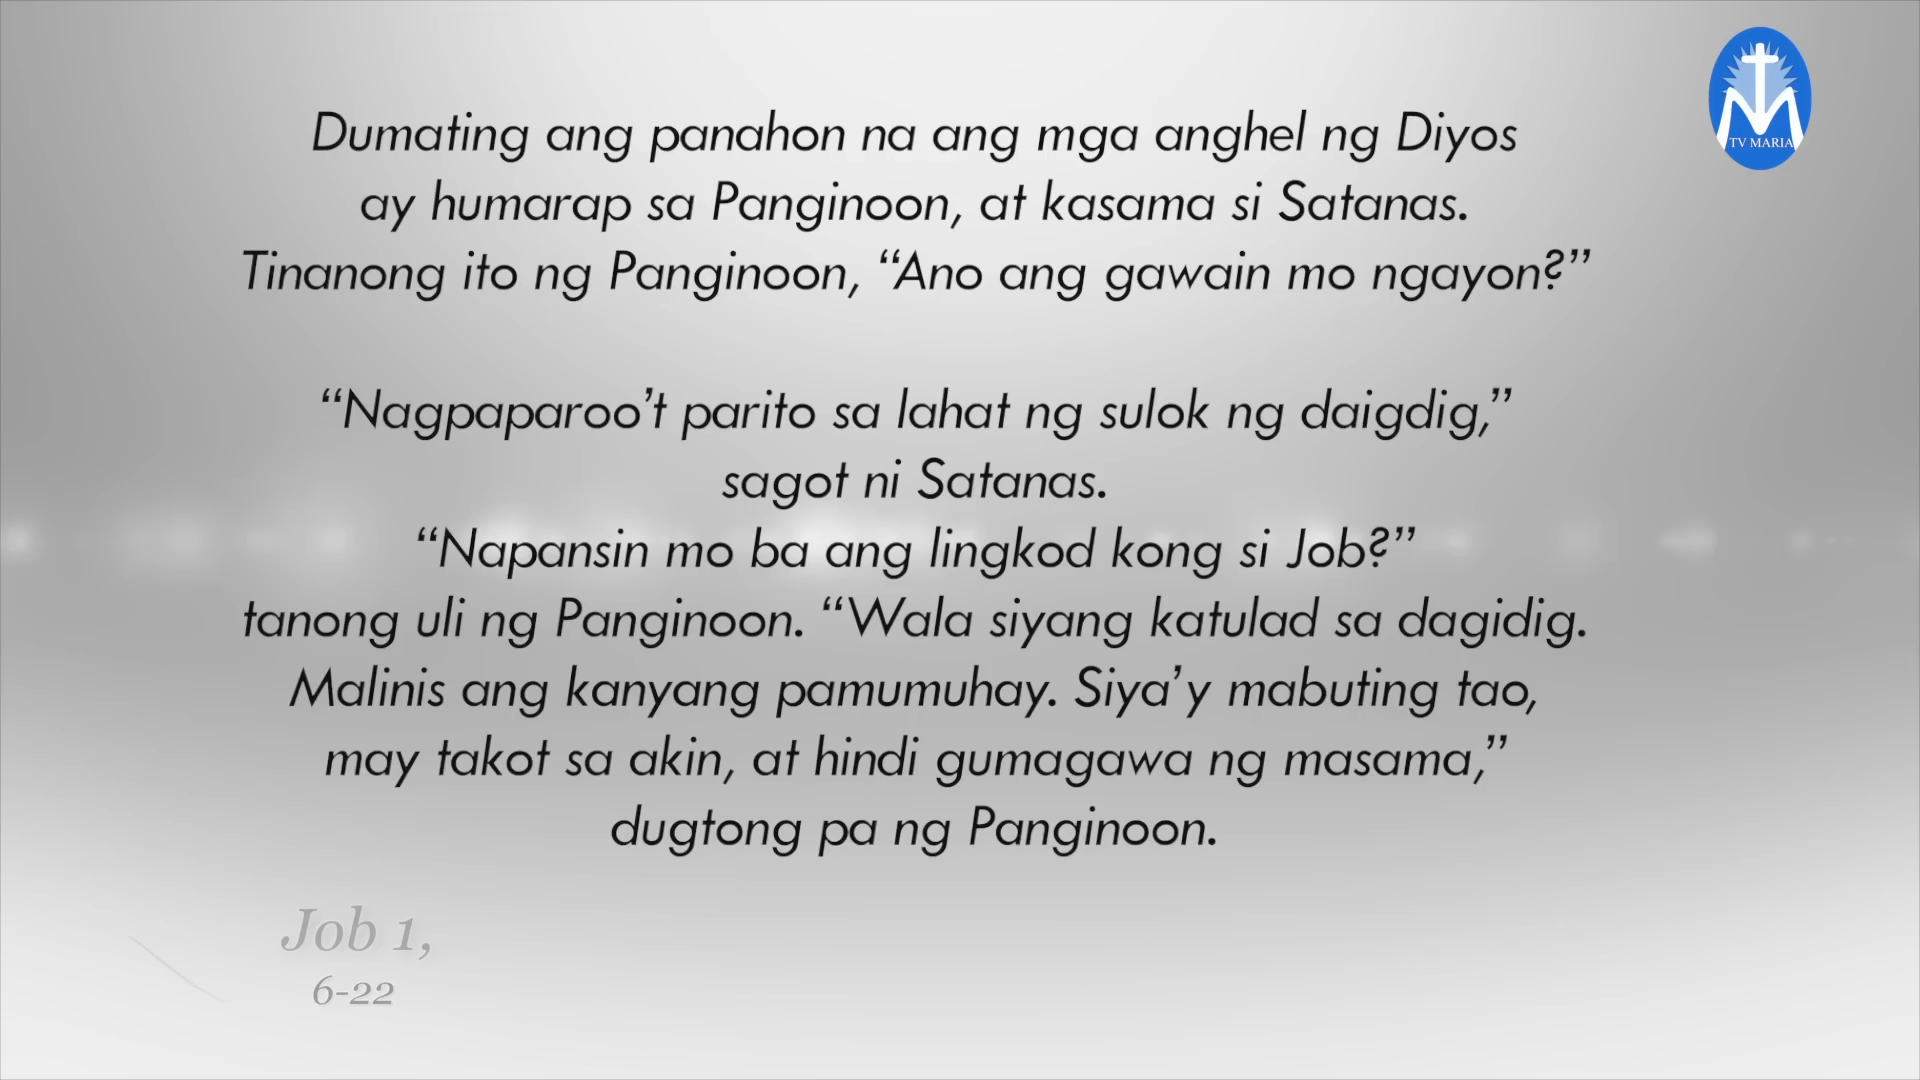 TV MARIA
Dumating ang panahon na ang mga anghel ng Diyos
ay humarap sa Panginoon, at kasama si Satanas.
Tinanong ito ng Panginoon, “Ano ang gawain mo ngayon?”
“Nagpaparoo’t parito sa lahat ng sulok ng daigdig,”
sagot ni Satanas.
“Napansin mo ba ang lingkod kong si Job?”
tanong uli ng Panginoon. “Wala siyang katulad sa dagidig.
Malinis ang kanyang pamumuhay. Siya’y mabuting tao,
may takot sa akin, at hindi gumagawa ng masama,”
dugtong pa ng Panginoon.
Job 1,
6-22